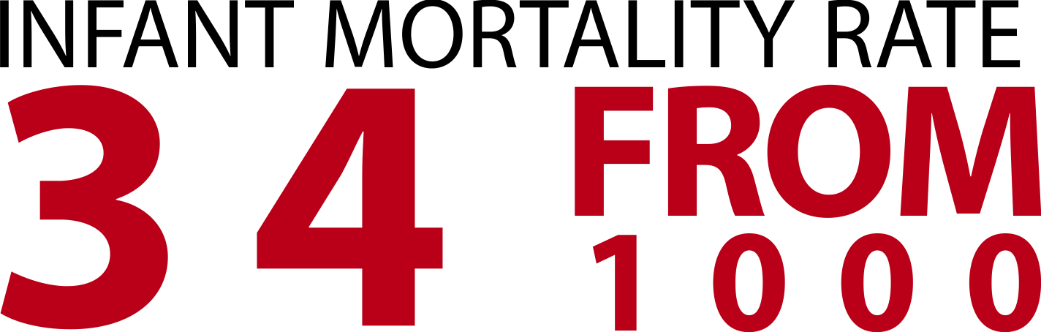 INFANT MORTALITY RATE
34 FROM
1000